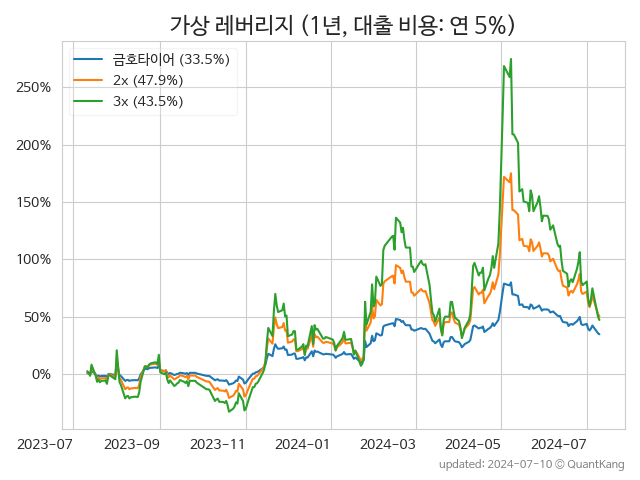 가상 레버리지 (1년, 대출 비용: 연 5%)
금호타이어 (33.5%)
2x (47.9%)
3x (43.5%)
250%
200%
150%
100%
50%
0%
2023-07
2023-09
2023-11
2024-01
2024-03
2024-05
2024-07
updated: 2024-07-10 © QuantKang